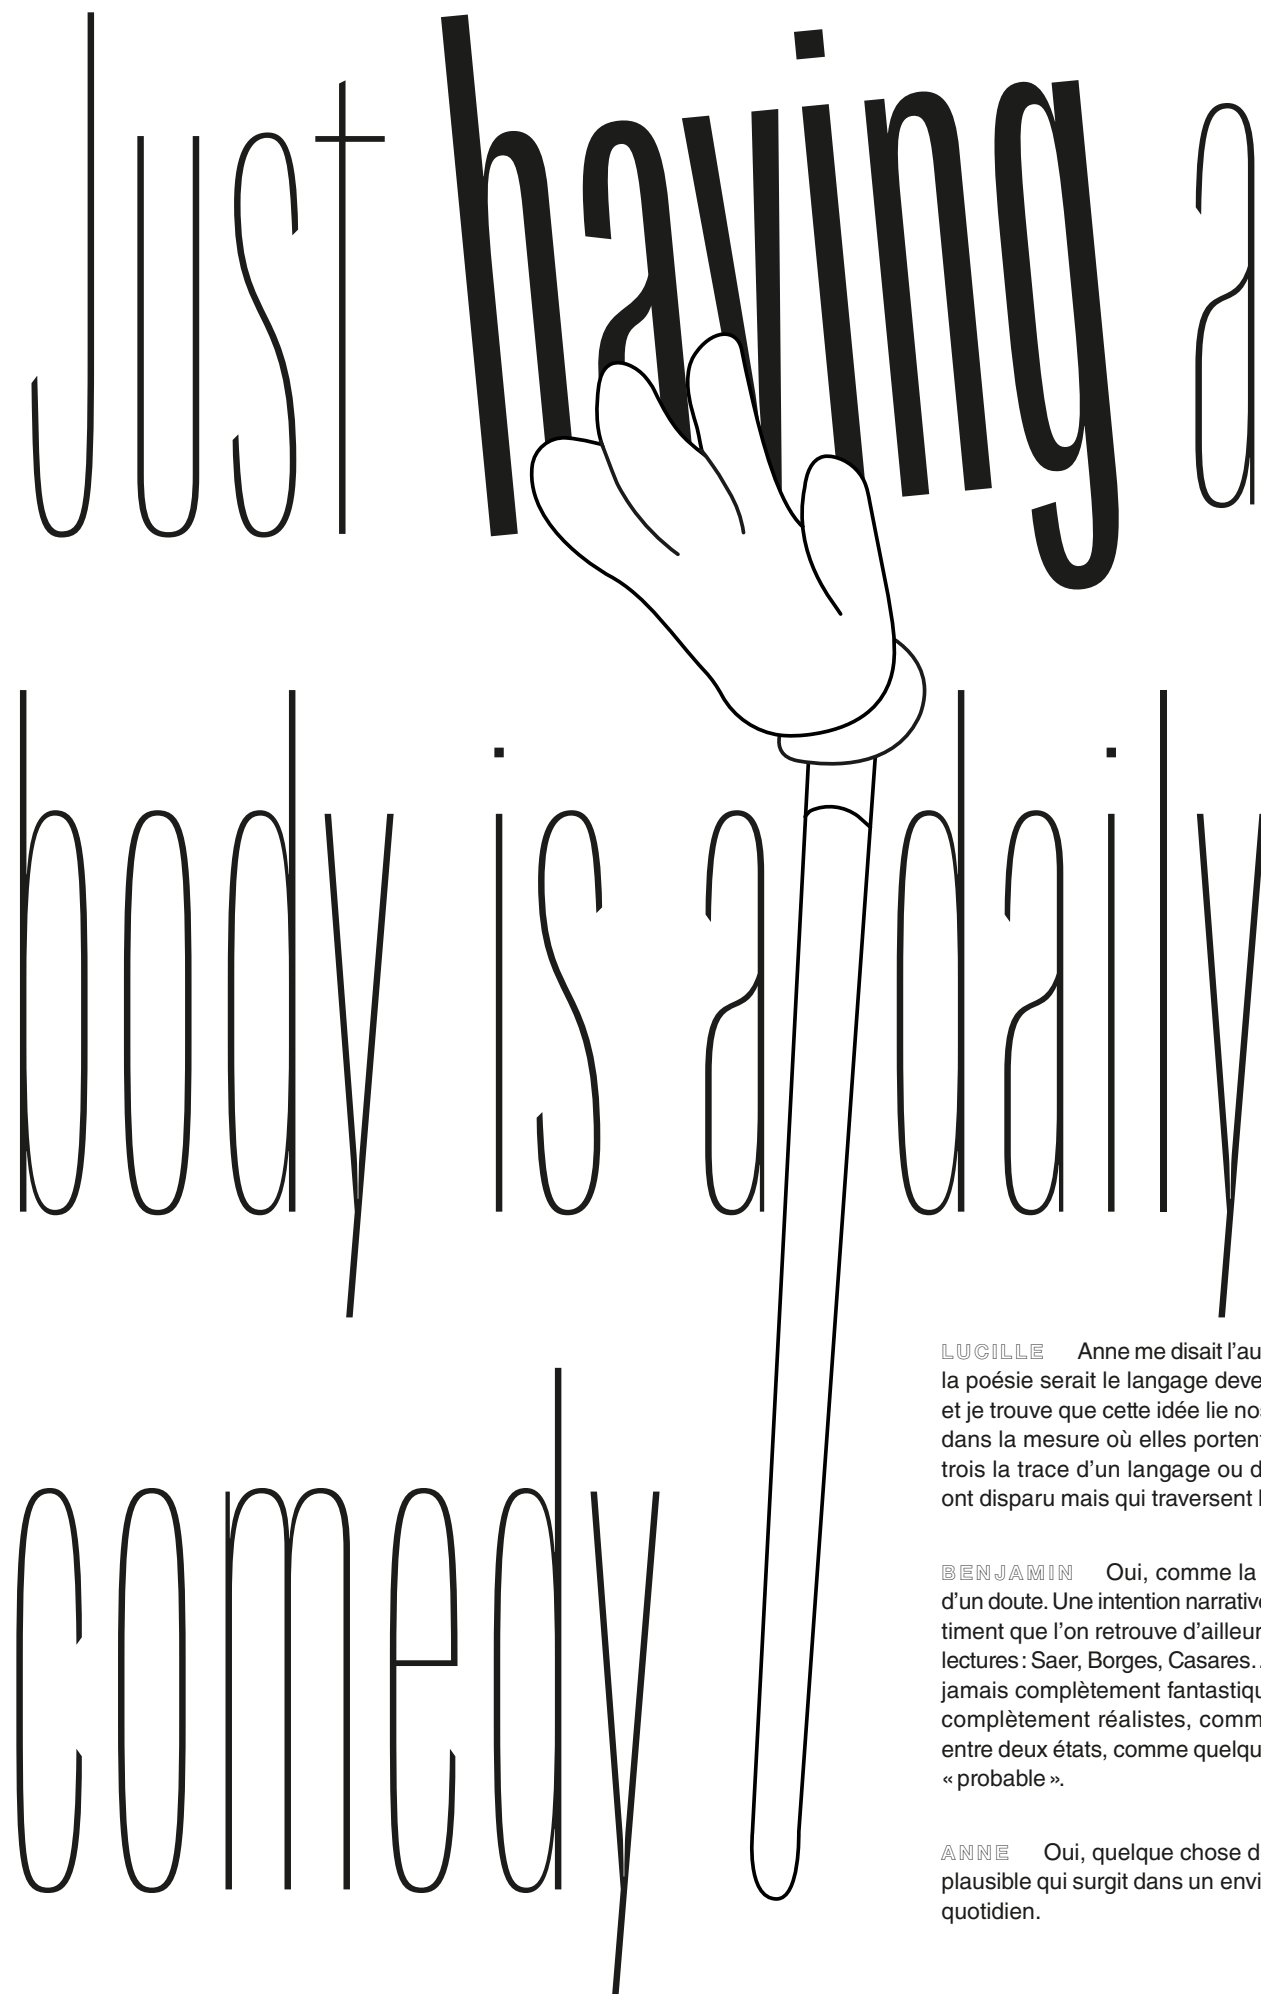 Just having a
body is a daily
comedy
LUCILLE Anne me disait l’au
la poésie serait le langage deve
et je trouve que cette idée lie nos
dans la mesure où elles portent
trois la trace d’un langage ou d
ont disparu mais qui traversent l
BENJAMIN Oui, comme la
d’un doute. Une intention narrative
timent que l’on retrouve d’ailleur
lectures : Saer, Borges, Casares…
jamais complètement fantastiqu
complètement réalistes, comm
entre deux états, comme quelqu
« probable ».
ANNE Oui, quelque chose d
plausible qui surgit dans un envi
quotidien.